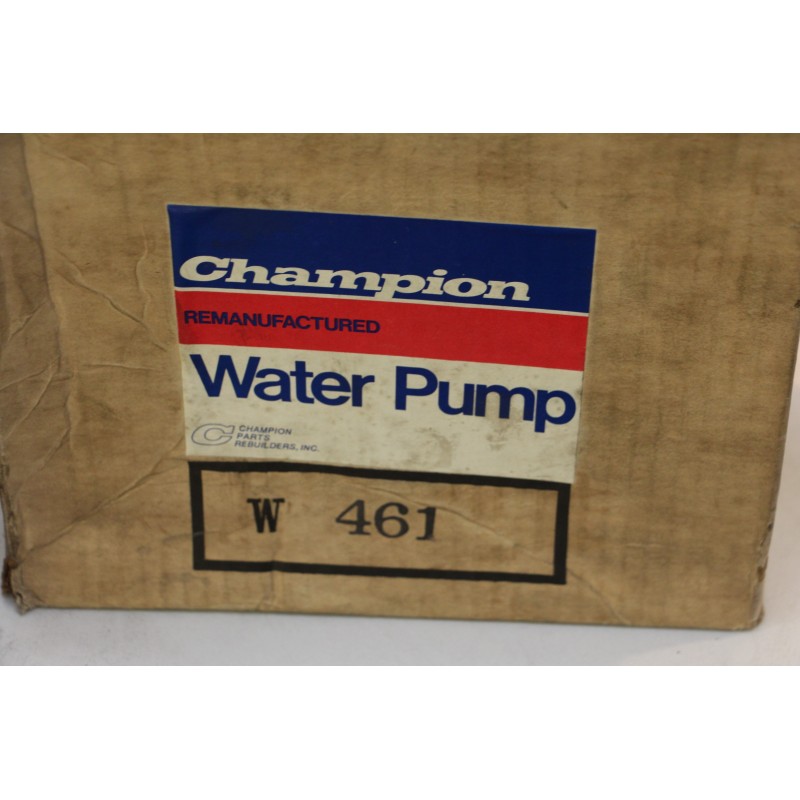 Champion
REMANUFACTURED
Water Pump
C CHAMPION
PARTS
REBUILDERS, INC.
W 461